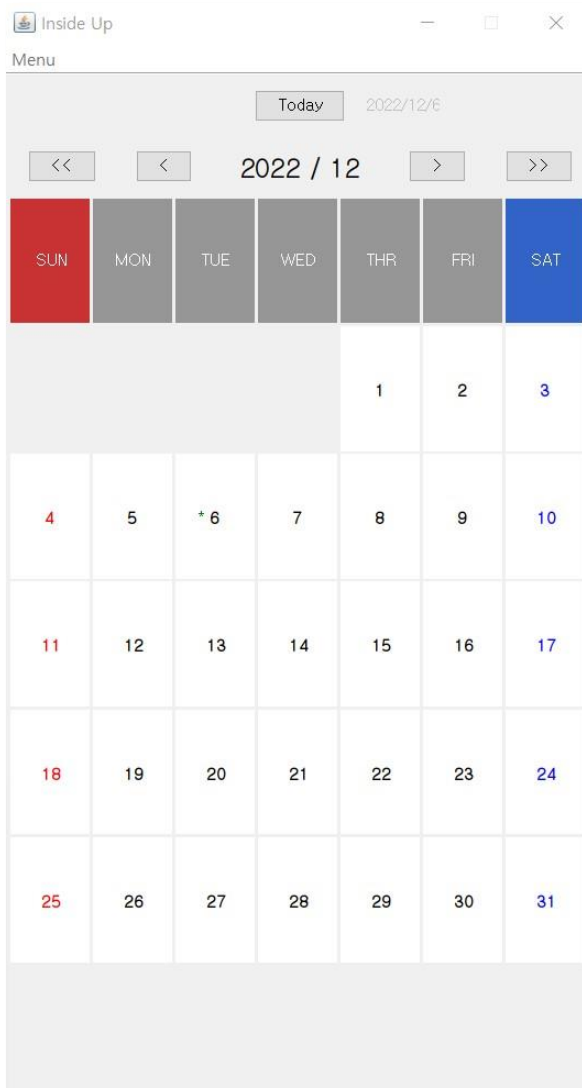 Inside Up
Menu
Today 2022/12/6
<< < 2022 / 12 > >>
SUN MON TUE WED THR FRI SAT
1 2 3
4 5 * 6 7 8 9 10
11 12 13 14 15 16 17
18 19 20 21 22 23 24
25 26 27 28 29 30 31